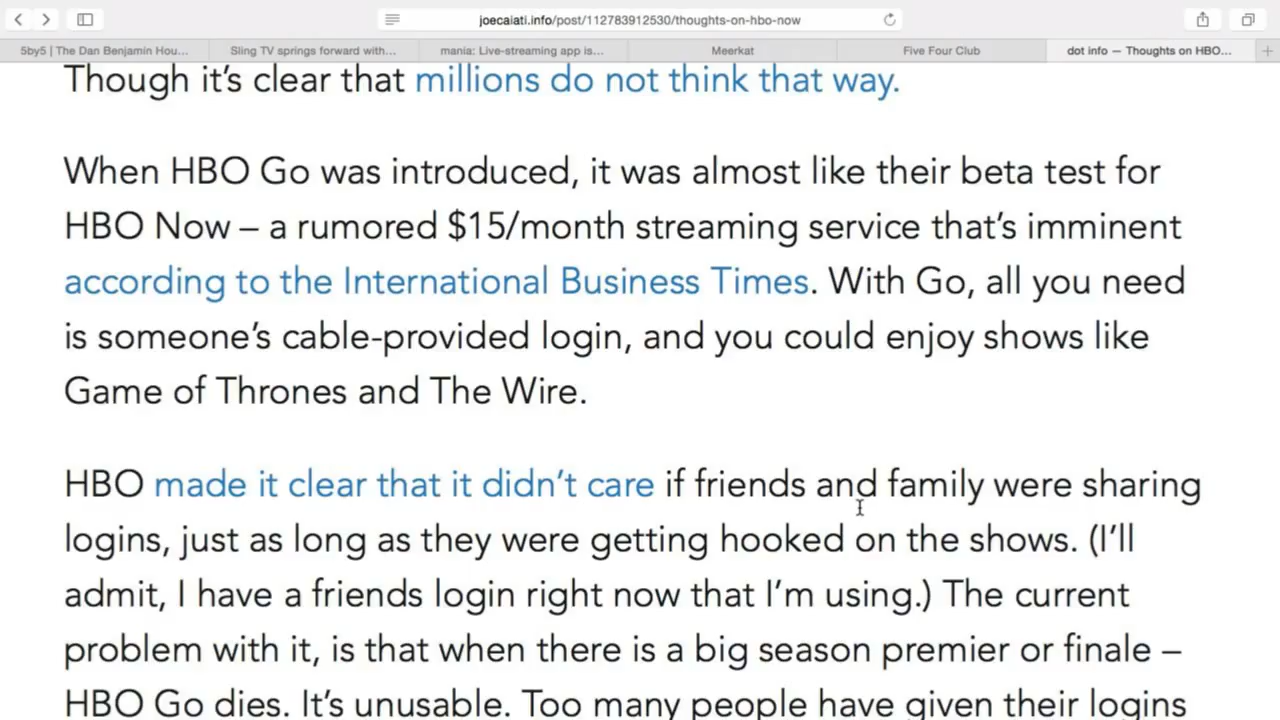 joecaiati.info/post/112783912530/thoughts-on-hbo-now
5by5 | The Dan Benjamin Hou...
Sling TV springs forward with...
mania: Live-streaming app is...
Meerkat
Five Four Club
dot info — Thoughts on HBO...
Though it’s clear that millions do not think that way.
When HBO Go was introduced, it was almost like their beta test for
HBO Now – a rumored $15/month streaming service that’s imminent
according to the International Business Times. With Go, all you need
is someone’s cable-provided login, and you could enjoy shows like
Game of Thrones and The Wire.
HBO made it clear that it didn’t care if friends and family were sharing
logins, just as long as they were getting hooked on the shows. (I’ll
admit, I have a friends login right now that I’m using.) The current
problem with it, is that when there is a big season premier or finale –
HBO Go dies. It’s unusable. Too many people have given their logins